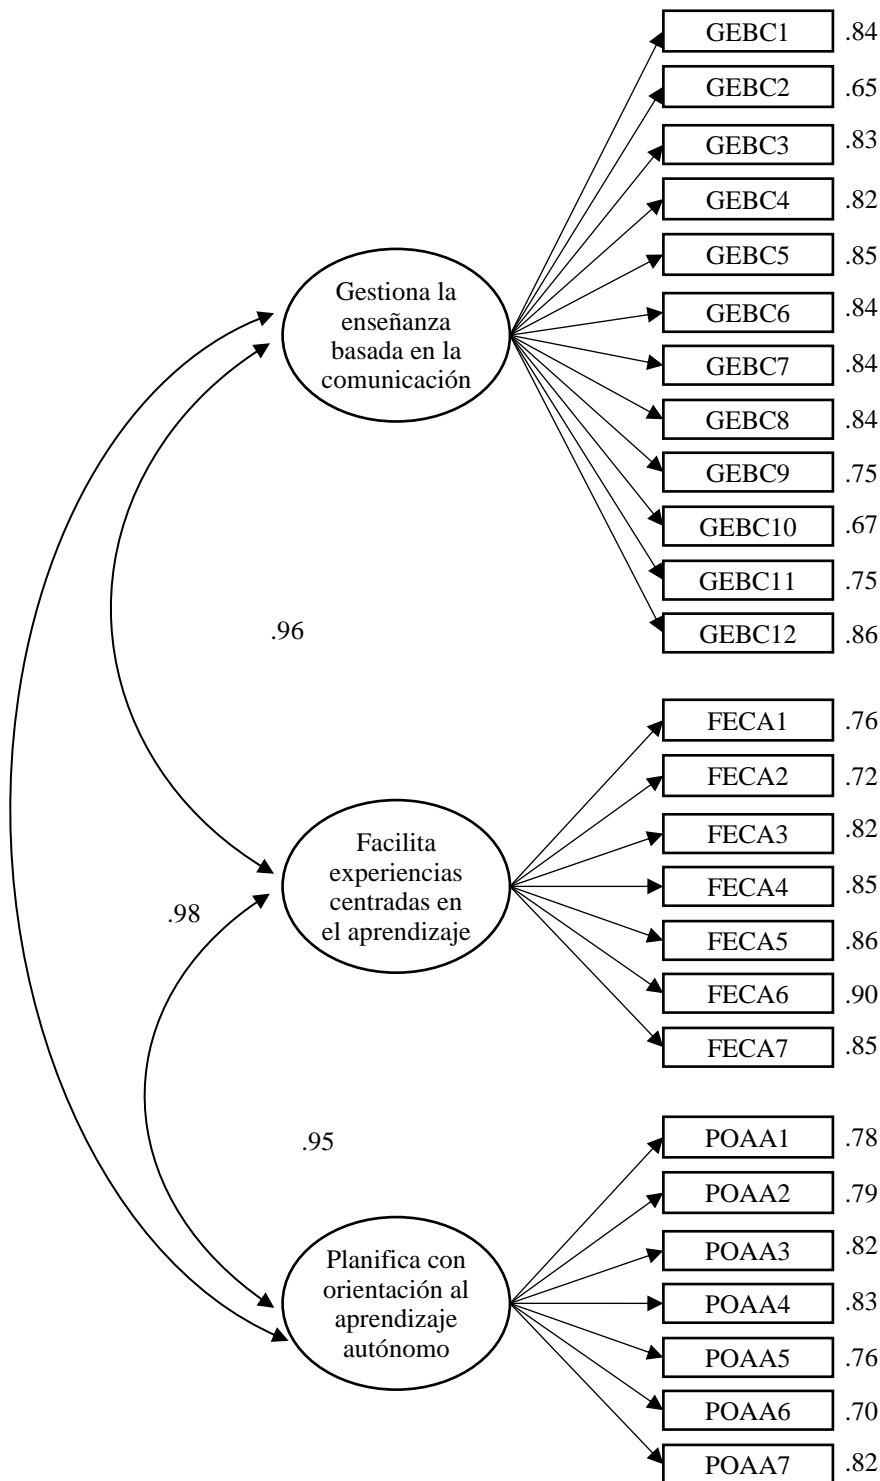 GEBC1 .84
GEBC2 .65
GEBC3 .83
GEBC4 .82
GEBC5 .85
GEBC6 .84
GEBC7 .84
GEBC8 .84
GEBC9 .75
GEBC10 .67
GEBC11 .75
GEBC12 .86
Gestiona la
enseñanza
basada en la
comunicación
.96
FECA1 .76
FECA2 .72
FECA3 .82
FECA4 .85
FECA5 .86
FECA6 .90
FECA7 .85
Facilita
experiencias
centradas en
el aprendizaje
.98
.95
POAA1 .78
POAA2 .79
POAA3 .82
POAA4 .83
POAA5 .76
POAA6 .70
POAA7 .82
Planifica con
orientación al
aprendizaje
autónomo